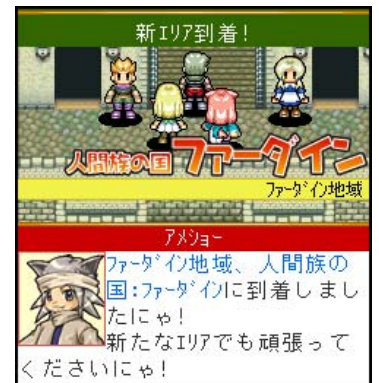 新ｴﾘｱ到着!
人間族の国 ファーダイン
ﾌｧｰﾀﾞｲﾝ地域
ｱﾒｼｮｰ
ﾌｧｰﾀﾞｲﾝ地域、人間族の
国:ﾌｧｰﾀﾞｲﾝに到着しまし
たにゃ!
新たなｴﾘｱでも頑張って
くださいにゃ!